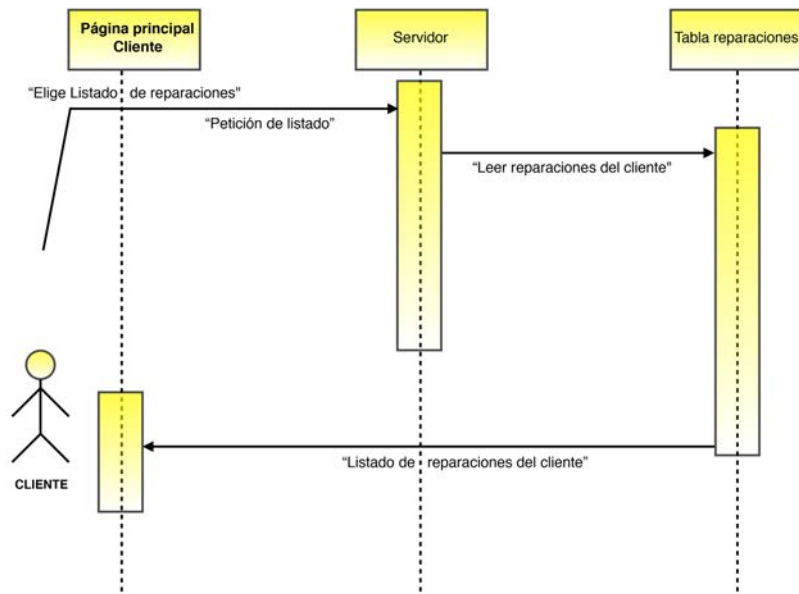 Página principal
Cliente
Servidor
Tabla reparaciones
“Elige Listado de reparaciones"
“Petición de listado”
“Leer reparaciones del cliente"
“Listado de reparaciones del cliente”
CLIENTE